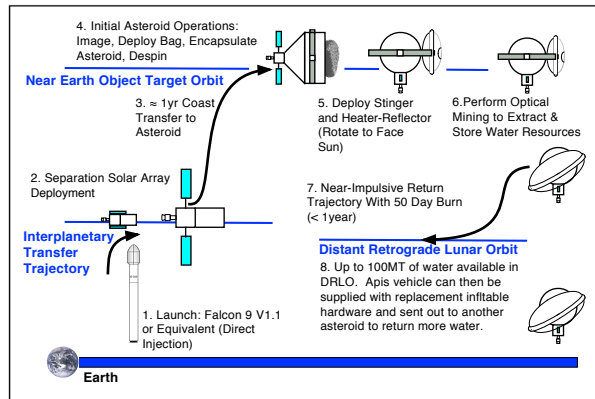 4. Initial Asteroid Operations:
Image, Deploy Bag, Encapsulate
Asteroid, Despin
Near Earth Object Target Orbit
3. ≈ 1yr Coast
Transfer to
Asteroid
5. Deploy Stinger
and Heater-Reflector
(Rotate to Face
Sun)
6.Perform Optical
Mining to Extract &
Store Water Resources
2. Separation Solar Array
Deployment
7. Near-Impulsive Return
Trajectory With 50 Day Burn
(< 1year)
Interplanetary
Transfer
Trajectory
Distant Retrograde Lunar Orbit
8. Up to 100MT of water available in
DRLO. Apis vehicle can then be
supplied with replacement infltable
hardware and sent out to another
asteroid to return more water.
1. Launch: Falcon 9 V1.1
or Equivalent (Direct
Injection)
Earth